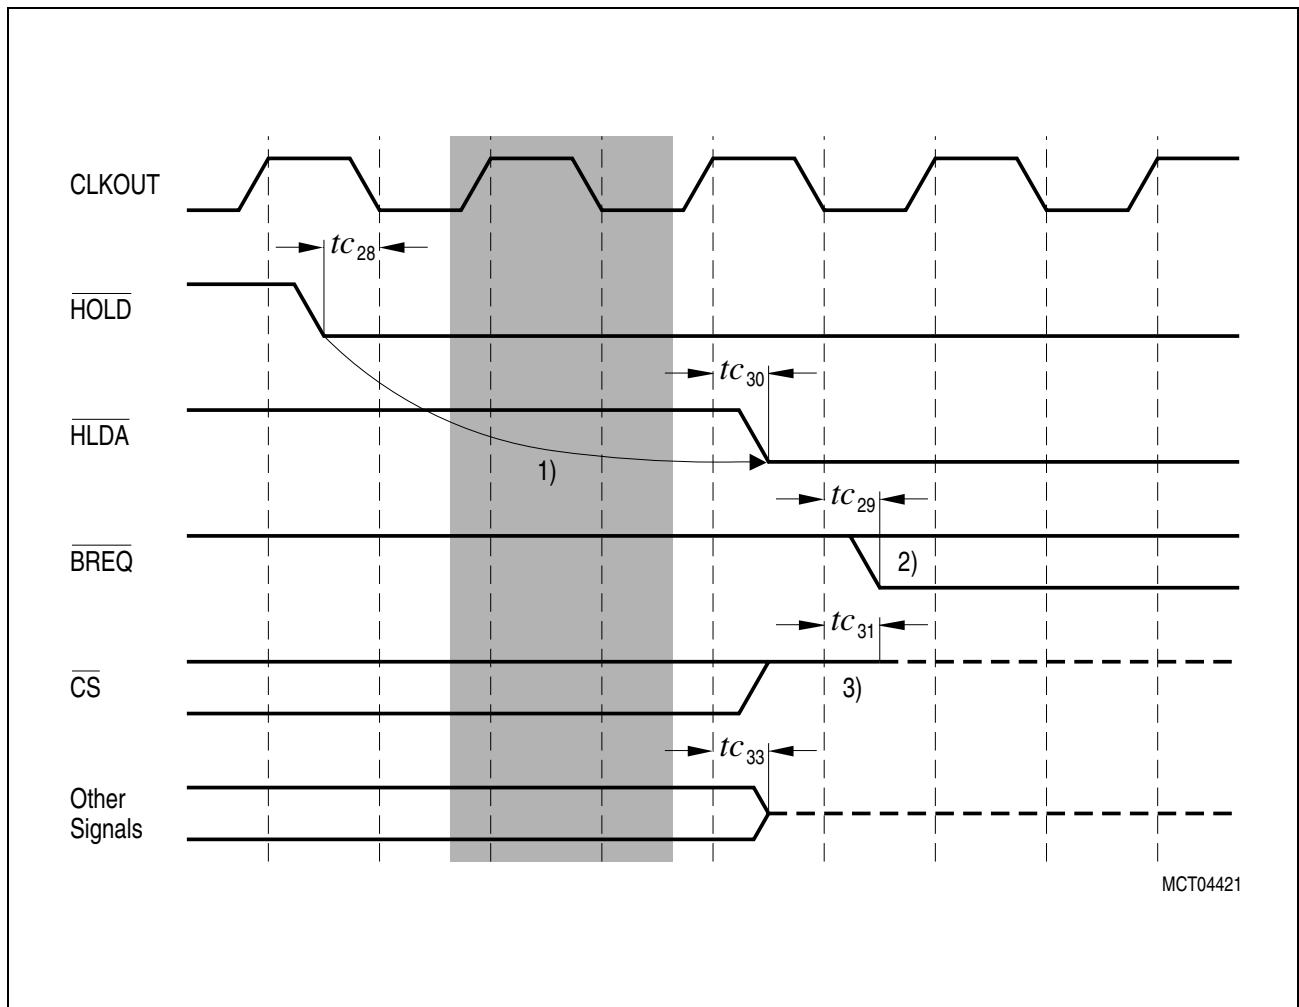 CLKOUT
tc28
HOLD
tc30
HLDA
1)
tc29
BREQ
2)
tc31
CS
3)
tc33
Other
Signals
MCT04421